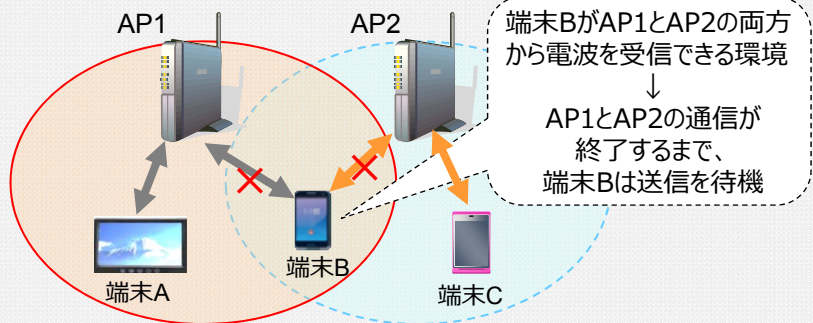 AP1
AP2
端末BがAP1とAP2の両方
から電波を受信できる環境
↓
AP1とAP2の通信が
終了するまで、
端末Bは送信を待機
端末A
端末B
端末C